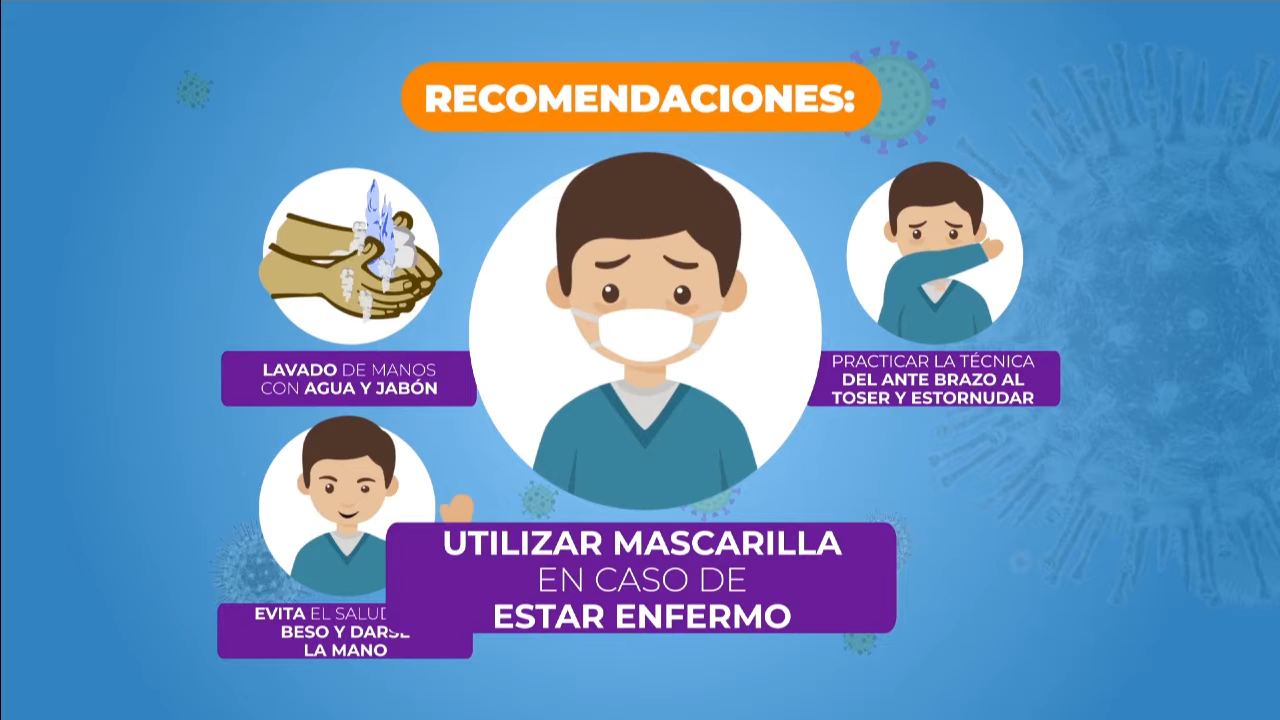 RECOMENDACIONES:
LAVADO DE MANOS
CON AGUA Y JABÓN
PRACTICAR LA TÉCNICA
DEL ANTE BRAZO AL
TOSER Y ESTORNUDAR
UTILIZAR MASCARILLA
EN CASO DE
ESTAR ENFERMO
EVITA EL
BESO Y DARSE
LA MANO